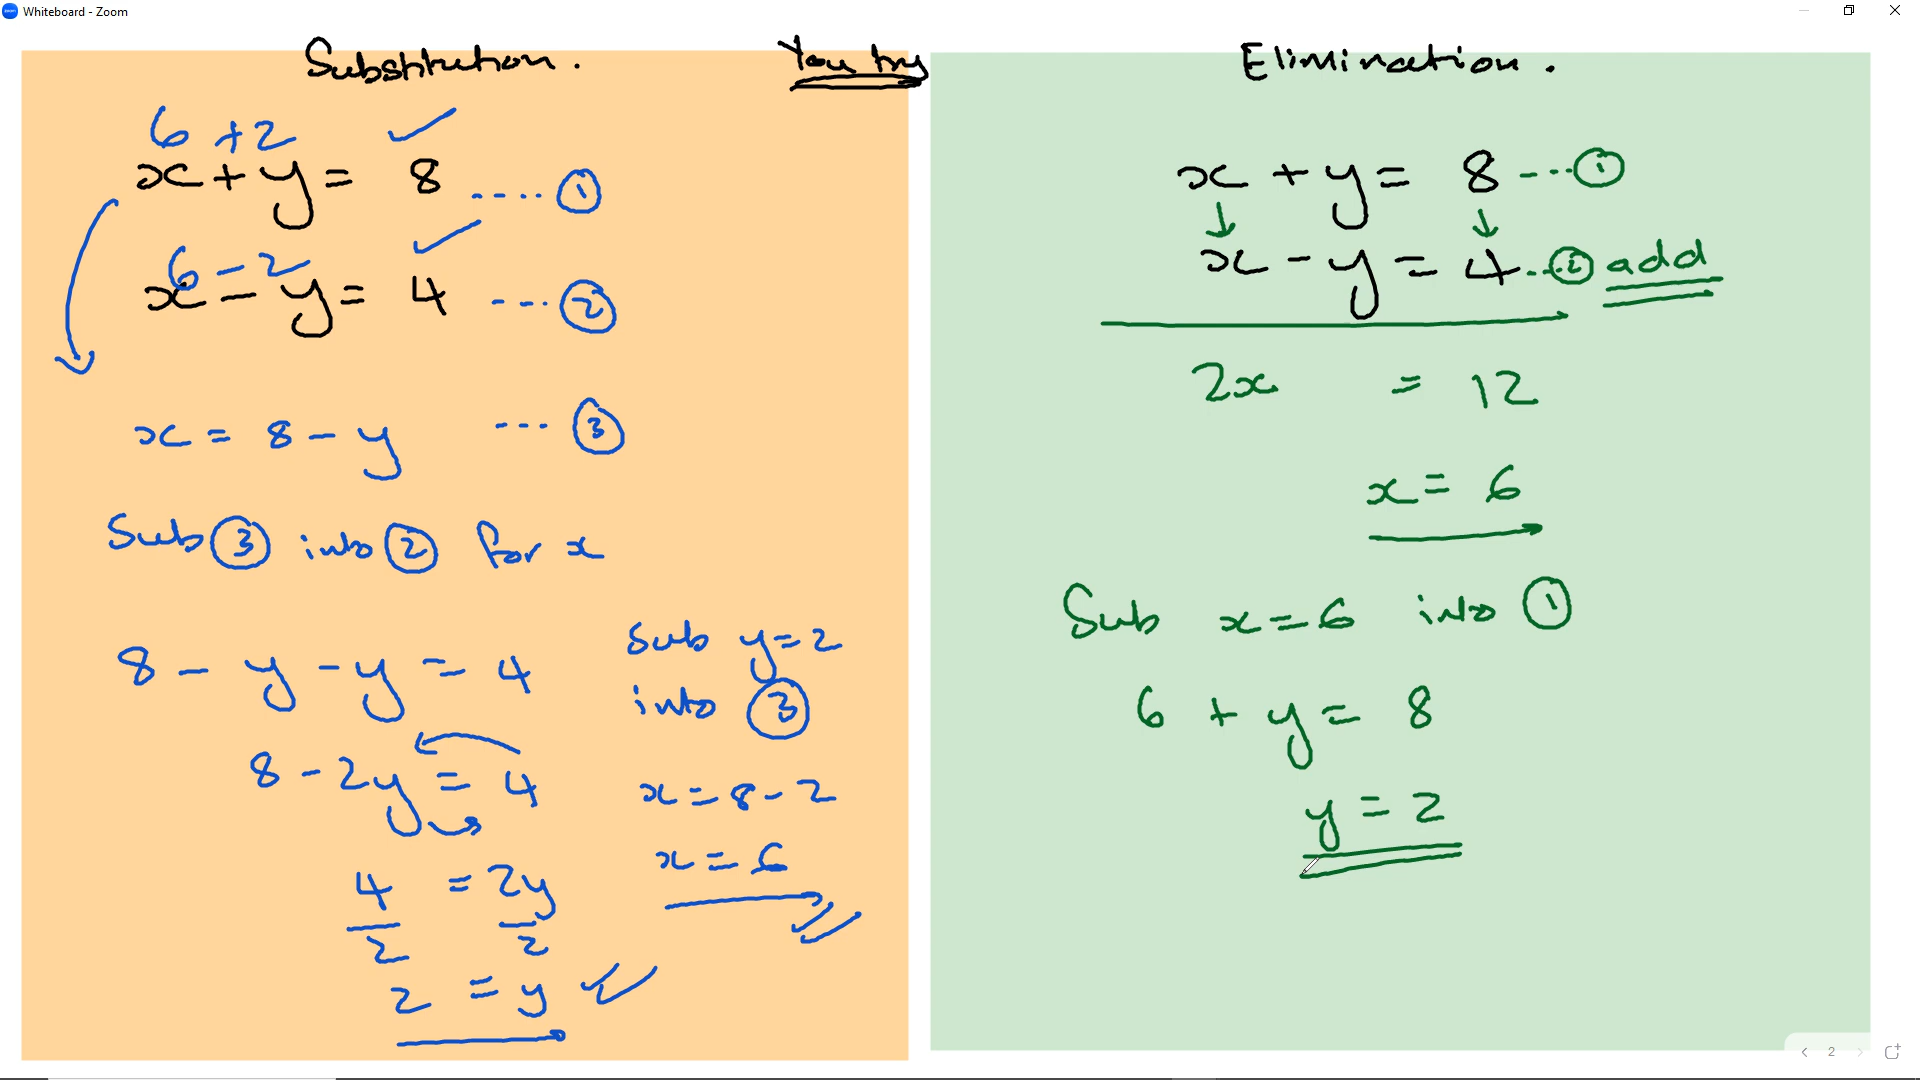 Whiteboard - Zoom
Substitution.
You try
6 + 2 ✓
x + y = 8 ..... ①
6 - 2 ✓
x - y = 4 --- ②
x = 8 - y --- ③
Sub ③ into ② for x
8 - y - y = 4
8 - 2y = 4
4/2 = 2y/2
2 = y ✓
Sub y = 2
into ③
x = 8 - 2
x = 6
Elimination.
x + y = 8 --- ①
x - y = 4 --- ② add
2x = 12
x = 6
Sub x = 6 into ①
6 + y = 8
y = 2
2